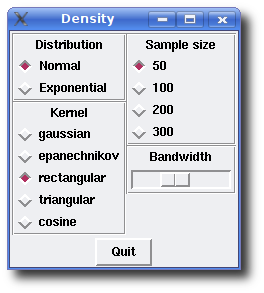 Density
Distribution
Normal
Exponential
Kernel
gaussian
epanechnikov
rectangular
triangular
cosine
Sample size
50
100
200
300
Bandwidth
Quit